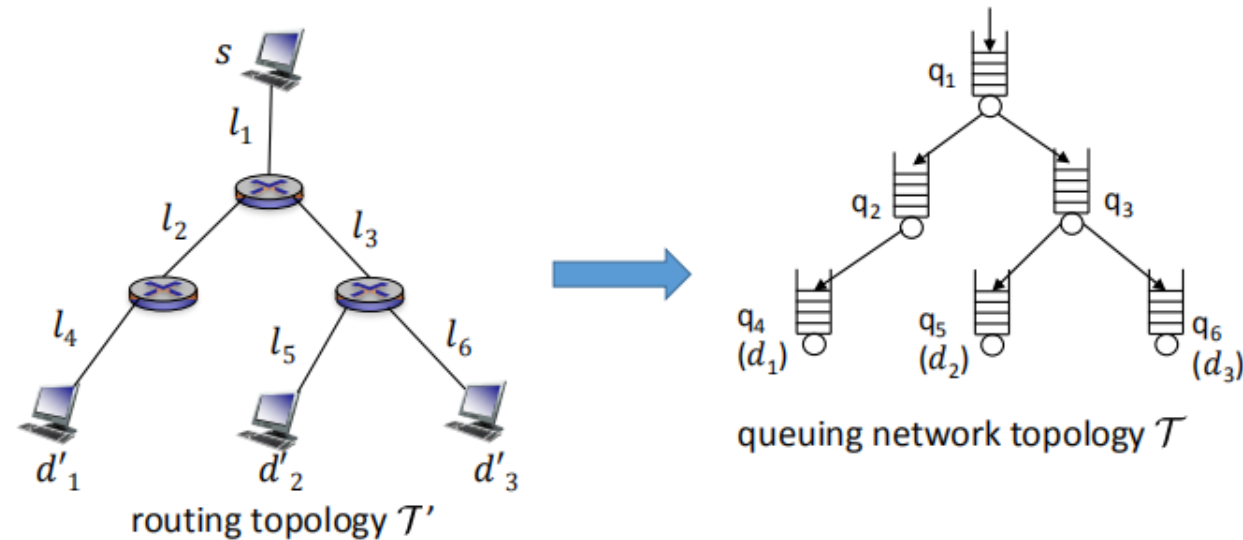 s
l₁
l₂
l₃
l₄
l₅
l₆
d'₁
d'₂
d'₃
routing topology 𝒯'
q₁
q₂
q₃
q₄
(d₁)
q₅
(d₂)
q₆
(d₃)
queuing network topology 𝒯